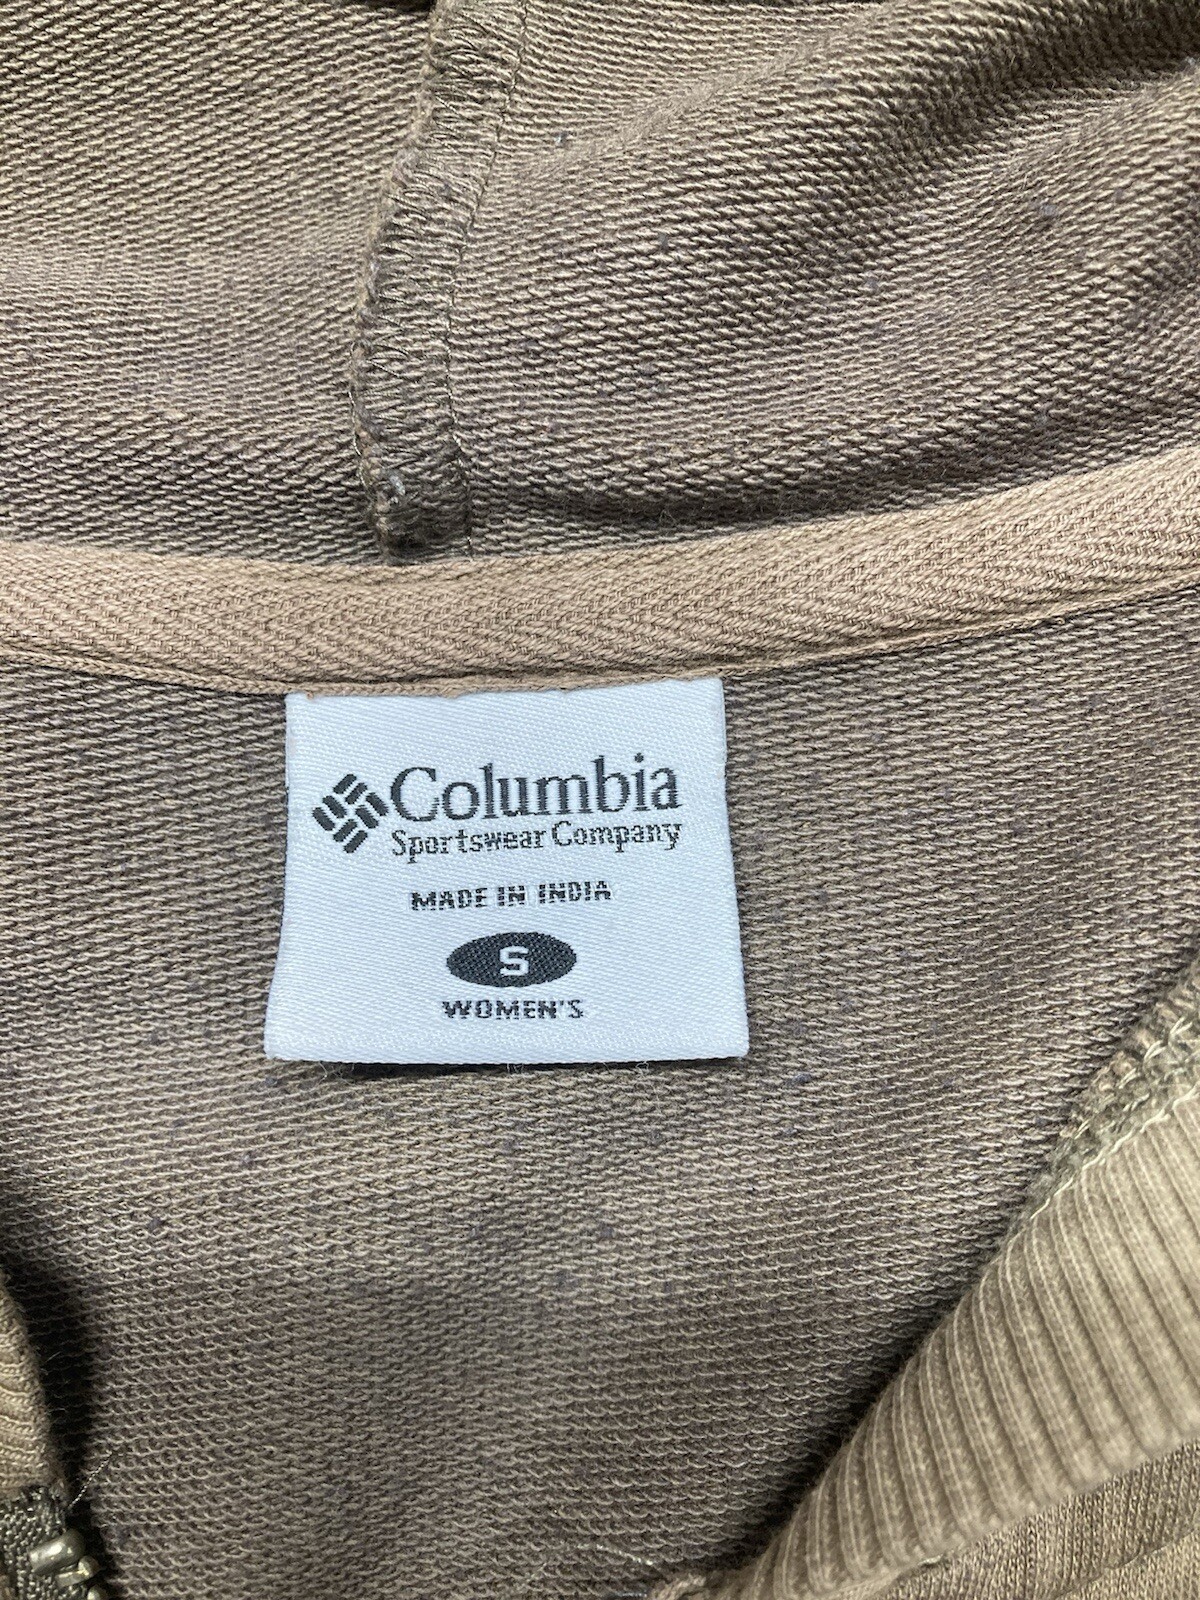 Columbia
Sportswear Company
MADE IN INDIA
S
WOMEN'S